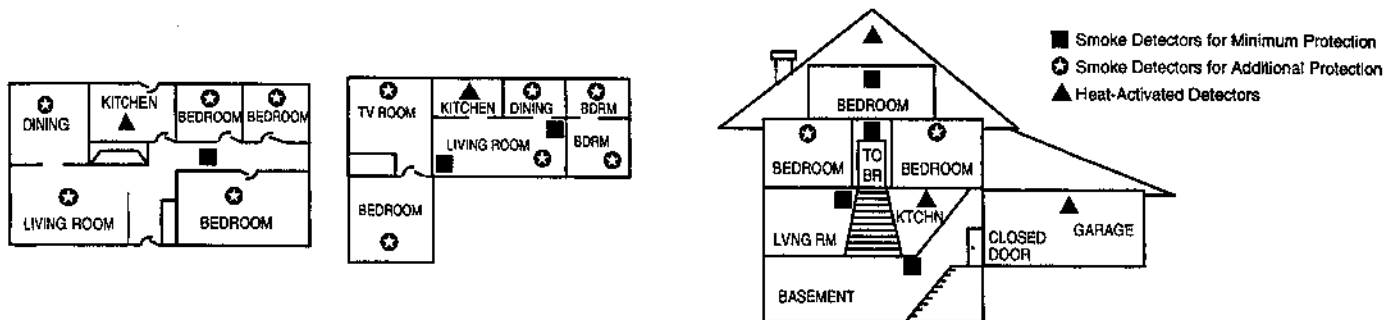 DINING
KITCHEN
BEDROOM
BEDROOM
LIVING ROOM
BEDROOM
TV ROOM
KITCHEN
DINING
BDRM
LIVING ROOM
BDRM
BEDROOM
BEDROOM
BEDROOM
TO
BR
BEDROOM
LVNG RM
KTCHN
CLOSED
DOOR
GARAGE
BASEMENT
Smoke Detectors for Minimum Protection
Smoke Detectors for Additional Protection
Heat-Activated Detectors